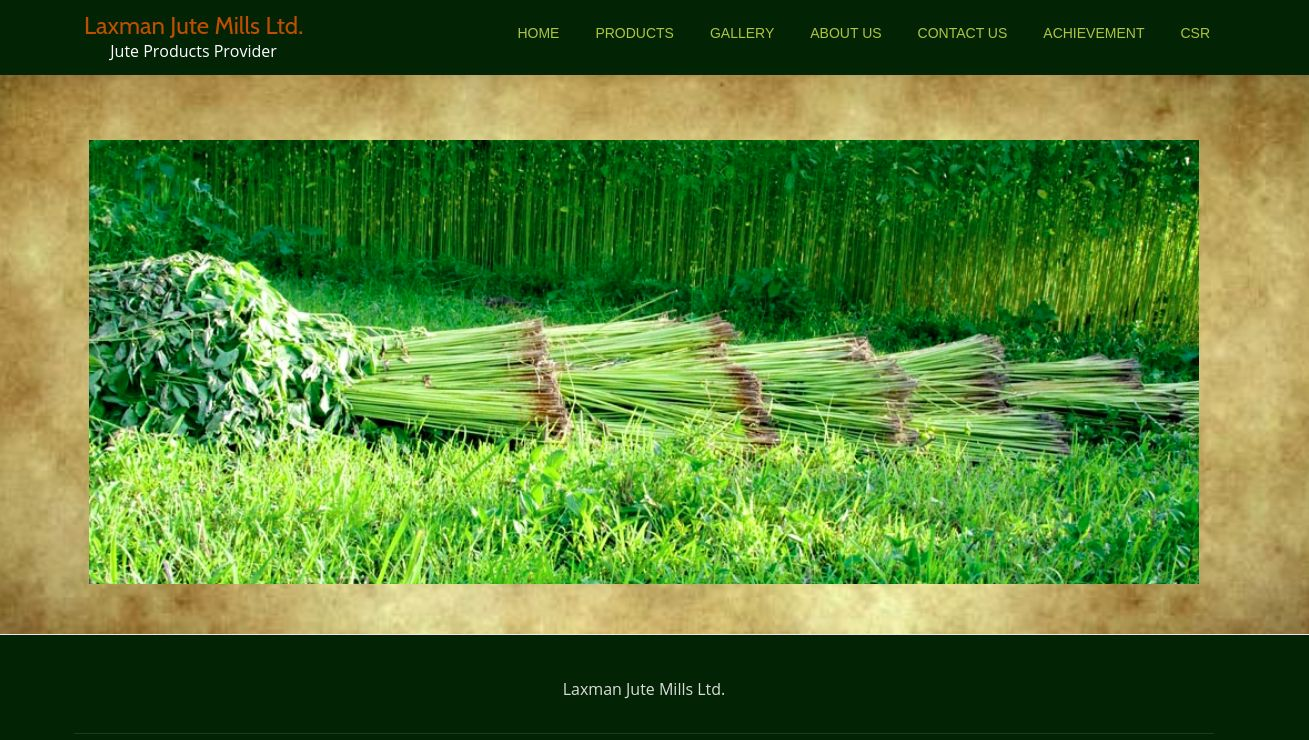 Laxman Jute Mills Ltd.
Jute Products Provider
HOME PRODUCTS GALLERY ABOUT US CONTACT US ACHIEVEMENT CSR
Laxman Jute Mills Ltd.